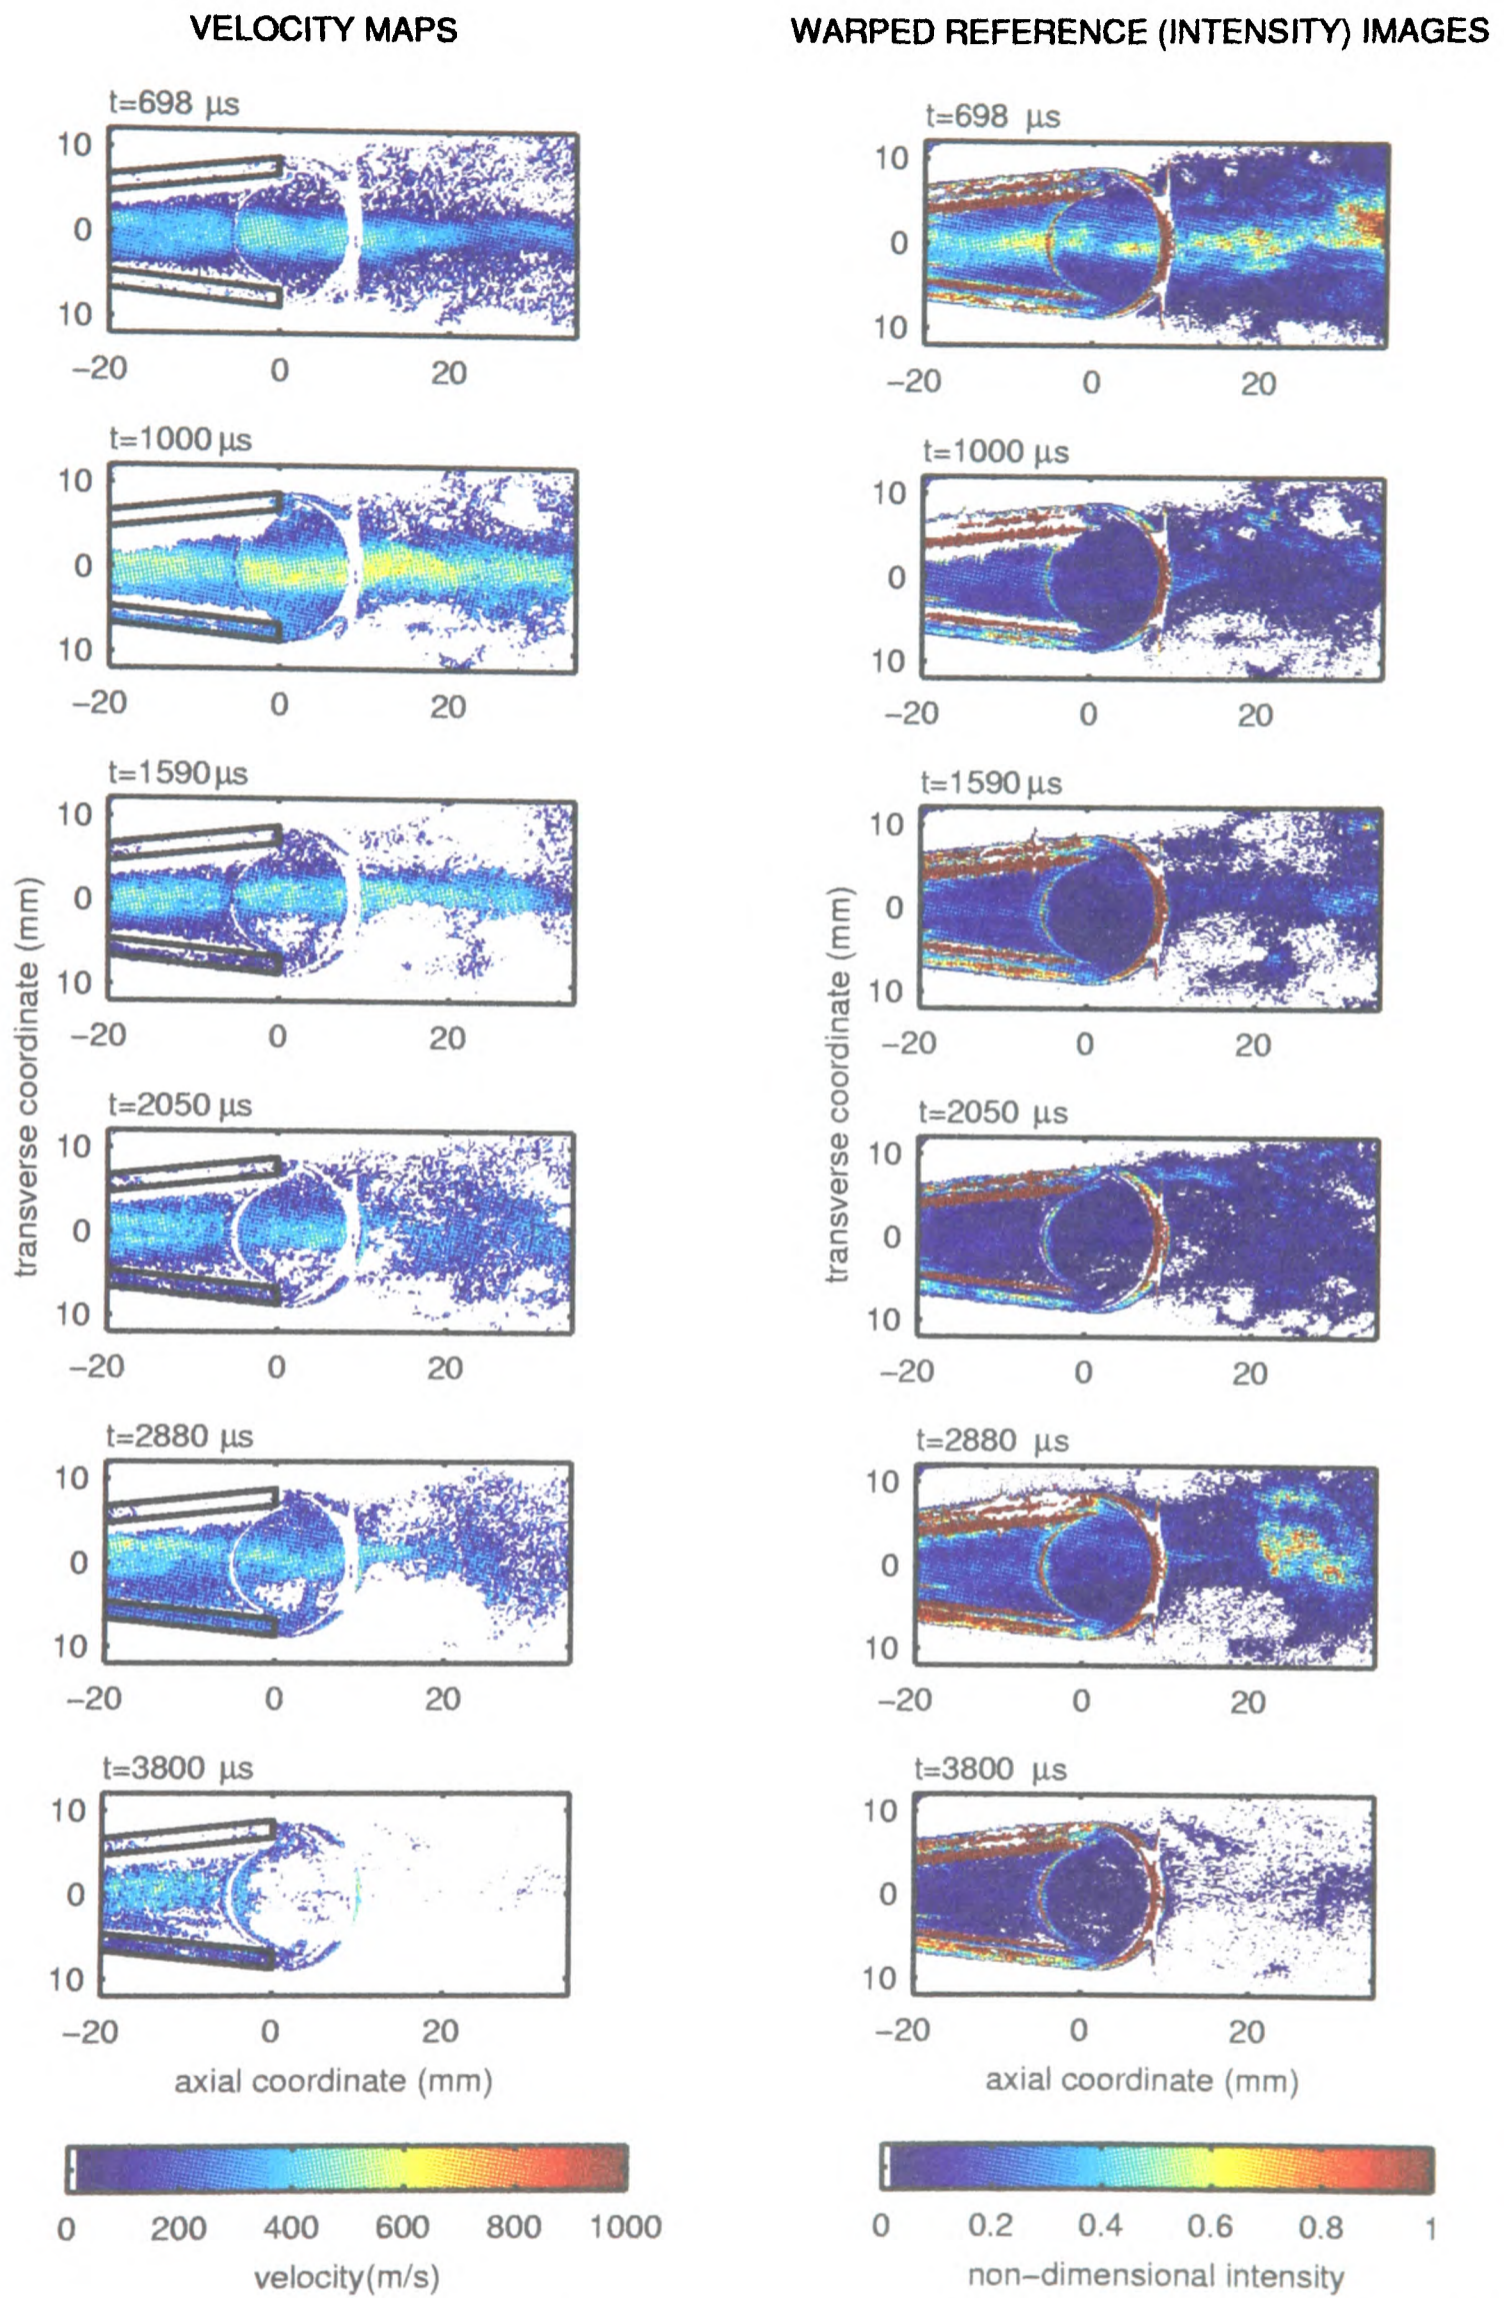 VELOCITY MAPS
WARPED REFERENCE (INTENSITY) IMAGES
t=698 μs
10
0
10
−20 0 20
t=698 μs
10
0
10
−20 0 20
t=1000 μs
10
0
10
−20 0 20
t=1000 μs
10
0
10
−20 0 20
t=1590 μs
10
0
10
−20 0 20
t=1590 μs
10
0
10
−20 0 20
transverse coordinate (mm)
transverse coordinate (mm)
t=2050 μs
10
0
10
−20 0 20
t=2050 μs
10
0
10
−20 0 20
t=2880 μs
10
0
10
−20 0 20
t=2880 μs
10
0
10
−20 0 20
t=3800 μs
10
0
10
−20 0 20
axial coordinate (mm)
t=3800 μs
10
0
10
−20 0 20
axial coordinate (mm)
0 200 400 600 800 1000
velocity(m/s)
0 0.2 0.4 0.6 0.8 1
non−dimensional intensity